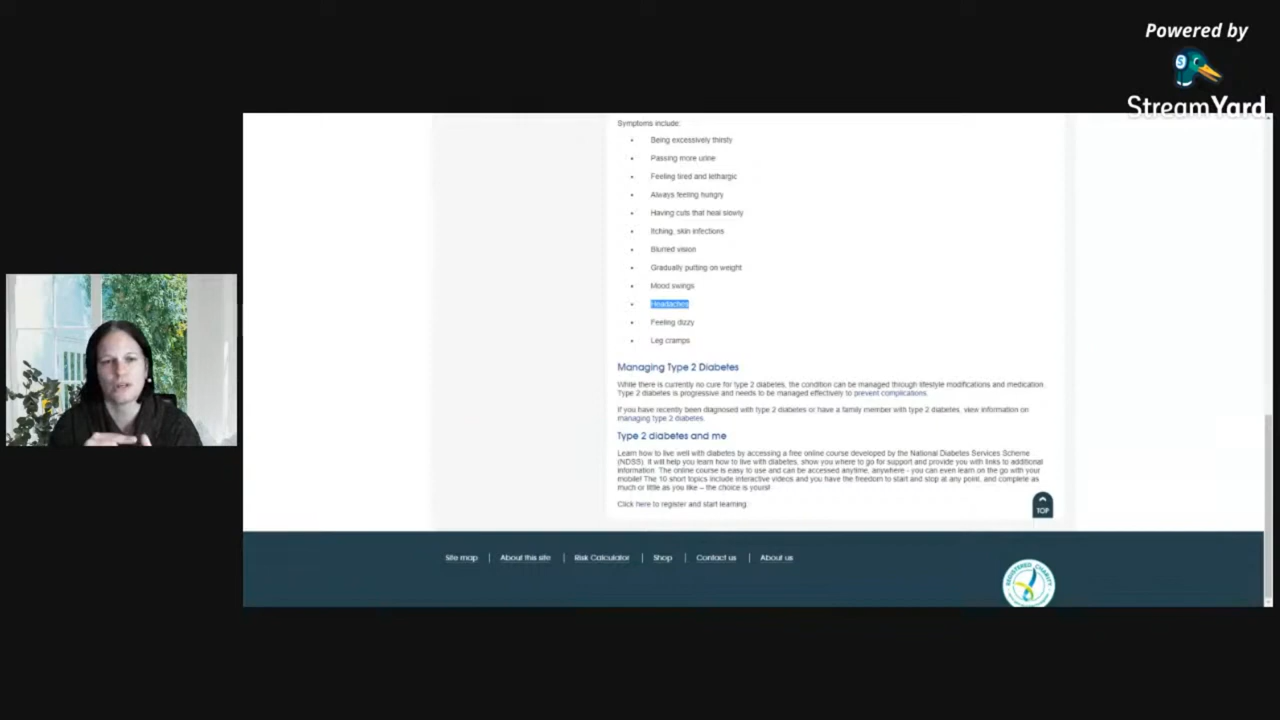 Powered by
StreamYard
Symptoms include:
• Being excessively thirsty
• Passing more urine
• Feeling tired and lethargic
• Always feeling hungry
• Having cuts that heal slowly
• Itching, skin infections
• Blurred vision
• Gradually putting on weight
• Mood swings
• Headaches
• Feeling dizzy
• Leg cramps
Managing Type 2 Diabetes
While there is currently no cure for type 2 diabetes, the condition can be managed through lifestyle modifications and medication.
Type 2 diabetes is progressive and needs to be managed effectively to prevent complications.
If you have recently been diagnosed with type 2 diabetes or have a family member with type 2 diabetes, view information on
managing type 2 diabetes.
Type 2 diabetes and me
Learn how to live well with diabetes by accessing a free online course developed by the National Diabetes Services Scheme
(NDSS). It will help you learn how to live with diabetes, show you where to go for support and provide you with links to additional
information. The online course is easy to use and can be accessed anytime, anywhere - you can even learn on the go with your
mobile! The 10 short topics include interactive videos and you have the freedom to start and stop at any point, and complete as
much or little as you like – the choice is yours!
Click here to register and start learning.
TOP
Site map | About this site | Risk Calculator | Shop | Contact us | About us
REGISTERED CHARITY